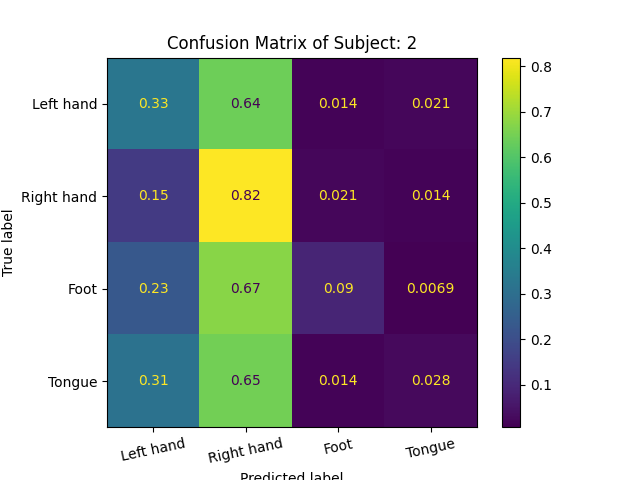 Confusion Matrix of Subject: 2
Left hand 0.33 0.64 0.014 0.021
Right hand 0.15 0.82 0.021 0.014
Foot 0.23 0.67 0.09 0.0069
Tongue 0.31 0.65 0.014 0.028
Left hand Right hand Foot Tongue
Predicted label
True label
0.8
0.7
0.6
0.5
0.4
0.3
0.2
0.1